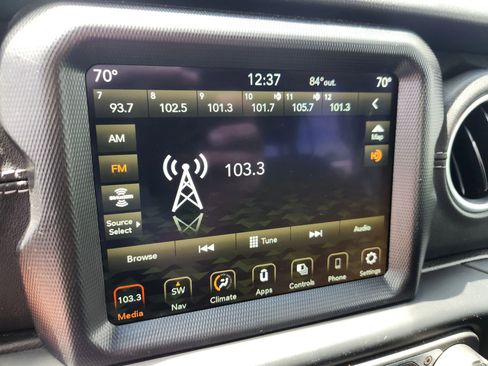 70° 12:37 84°out. 70°
7 8 9 10 11 12
93.7 102.5 101.3 101.7 105.7 101.3
AM
Map
FM
103.3
SiriusXM
Source
Select
Browse Tune Audio
103.3 SW
Media Nav Climate Apps Controls Phone Settings